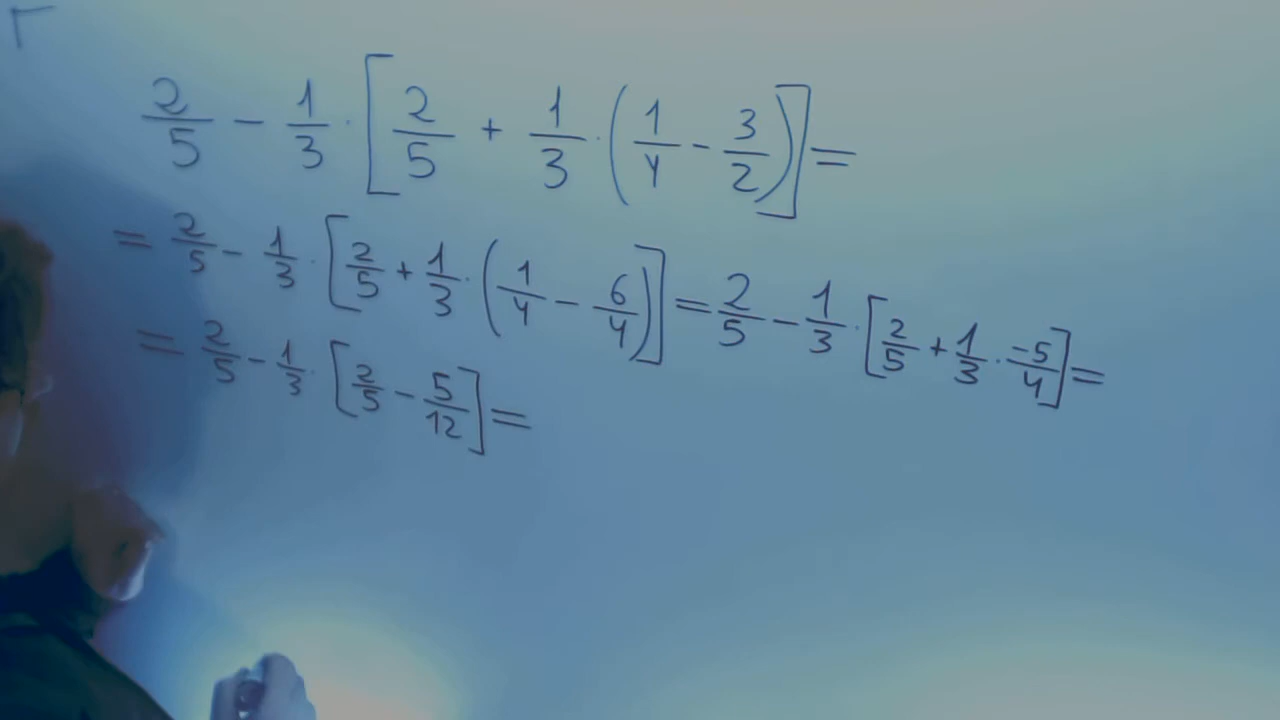 2/5 - 1/3 · [2/5 + 1/3 · (1/4 - 3/2)] =
= 2/5 - 1/3 · [2/5 + 1/3 · (1/4 - 6/4)] = 2/5 - 1/3 · [2/5 + 1/3 · -5/4] =
= 2/5 - 1/3 · [2/5 - 5/12] =